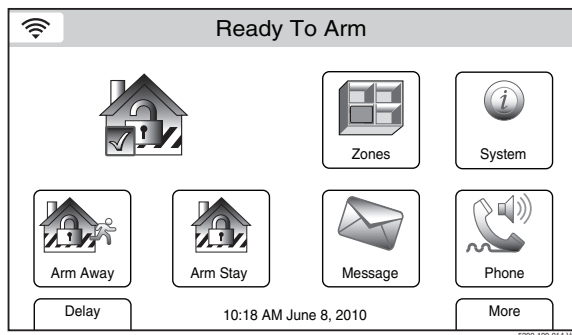 Ready To Arm
Zones
System
Arm Away
Arm Stay
Message
Phone
Delay
10:18 AM June 8, 2010
More